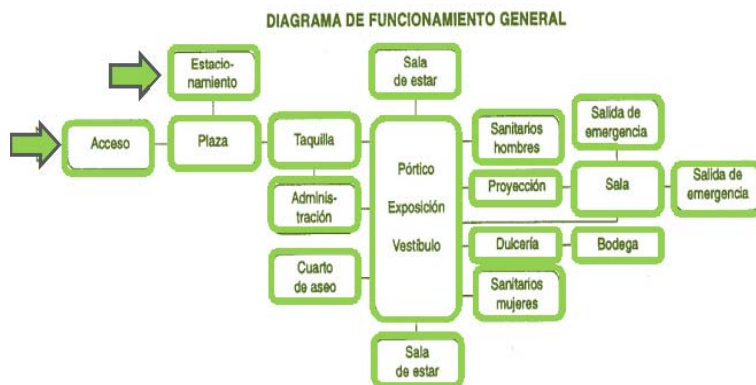 DIAGRAMA DE FUNCIONAMIENTO GENERAL
Estacio-
namiento
Sala
de estar
Acceso
Plaza
Taquilla
Sanitarios
hombres
Salida de
emergencia
Pórtico
Exposición
Vestíbulo
Adminis-
tración
Proyección
Sala
Salida de
emergencia
Cuarto
de aseo
Dulcería
Bodega
Sanitarios
mujeres
Sala
de estar